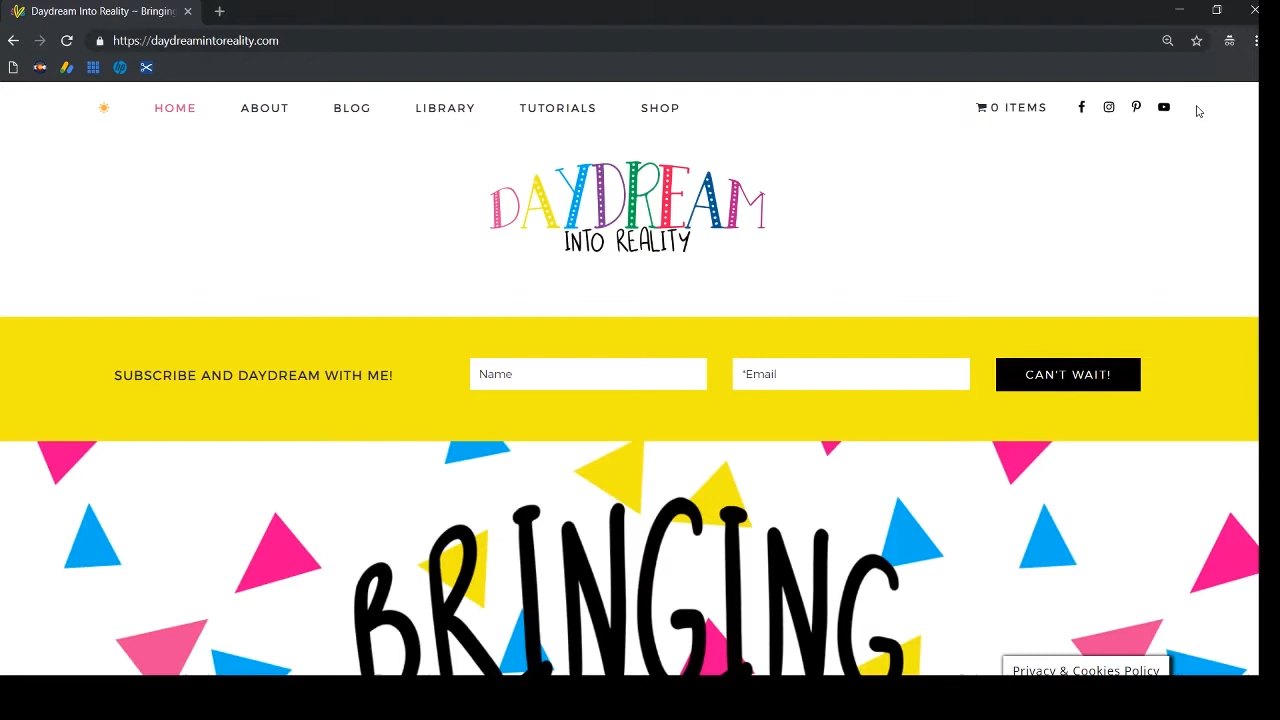 Daydream Into Reality ~ Bringing
https://daydreamintoreality.com
HOME ABOUT BLOG LIBRARY TUTORIALS SHOP 0 ITEMS
DAYDREAM
INTO REALITY
SUBSCRIBE AND DAYDREAM WITH ME! Name *Email CAN'T WAIT!
BRINGING
Privacy & Cookies Policy